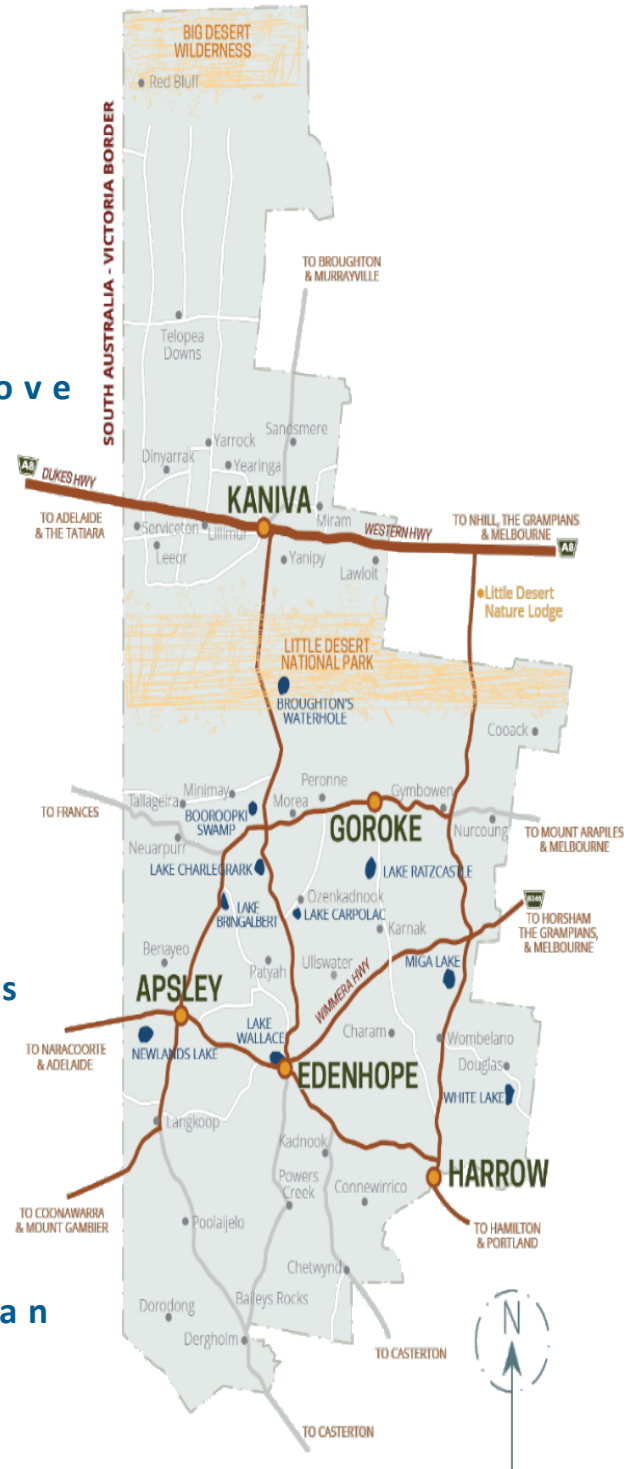 BIG DESERT
WILDERNESS
Red Bluff
SOUTH AUSTRALIA - VICTORIA BORDER
TO BROUGHTON
& MURRAYVILLE
Telopea
Downs
ove
Sandsmere
Yarrock
Dinyarrak
Yearinga
A8
DUKES HWY
KANIVA
TO ADELAIDE
& THE TATIARA
Serviceton
Lillimur
Miram
WESTERN HWY
TO NHILL, THE GRAMPIANS
& MELBOURNE
A8
Leeor
Yanipy
Lawloit
Little Desert
Nature Lodge
LITTLE DESERT
NATIONAL PARK
BROUGHTON'S
WATERHOLE
Cooack
Peronne
Minimay
Gymbowen
Tallageira
Morea
TO FRANCES
BOOROOPKI
SWAMP
GOROKE
Nurcoung
TO MOUNT ARAPILES
& MELBOURNE
Neuarpurr
LAKE CHARLEGRARK
LAKE RATZCASTLE
Ozenkadnook
LAKE
BRINGALBERT
LAKE CARPOLAC
Karnak
TO HORSHAM
THE GRAMPIANS,
& MELBOURNE
Benayeo
Patyah
Ullswater
MIGA LAKE
s
APSLEY
WIMMERA HWY
LAKE
WALLACE
Charam
Wombelano
TO NARACOORTE
& ADELAIDE
NEWLANDS LAKE
EDENHOPE
Douglas
WHITE LAKE
Langkoop
Kadnook
HARROW
Powers
Creek
Connewirrico
TO COONAWARRA
& MOUNT GAMBIER
Poolaijelo
TO HAMILTON
& PORTLAND
Chetwynd
Baileys Rocks
an
Dorodong
Dergholm
N
TO CASTERTON
TO CASTERTON